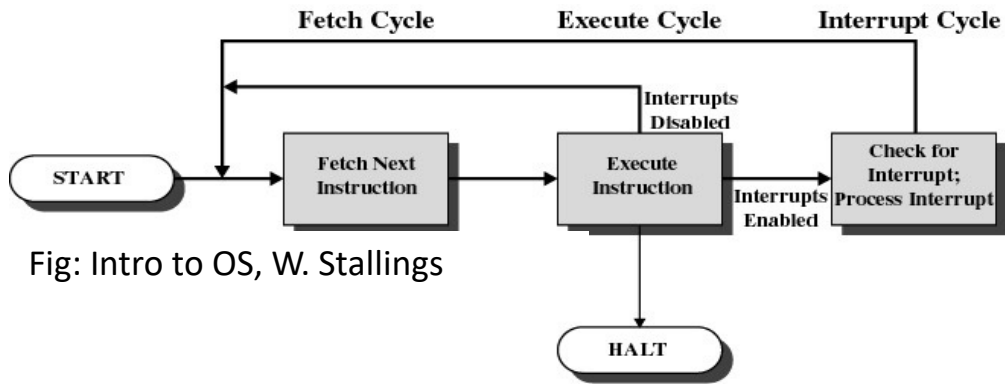 Fetch Cycle
Execute Cycle
Interrupt Cycle
Interrupts
Disabled
START
Fetch Next
Instruction
Execute
Instruction
Interrupts
Enabled
Check for
Interrupt;
Process Interrupt
Fig: Intro to OS, W. Stallings
HALT